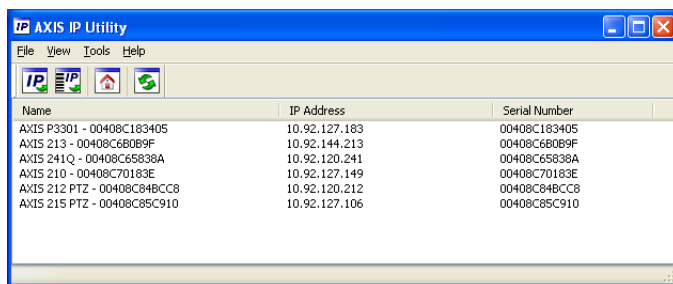 IP AXIS IP Utility
File View Tools Help
IP IP
Name IP Address Serial Number
AXIS P3301 - 00408C183405 10.92.127.183 00408C183405
AXIS 213 - 00408C6B0B9F 10.92.144.213 00408C6B0B9F
AXIS 241Q - 00408C65838A 10.92.120.241 00408C65838A
AXIS 210 - 00408C70183E 10.92.127.149 00408C70183E
AXIS 212 PTZ - 00408C84BCC8 10.92.120.212 00408C84BCC8
AXIS 215 PTZ - 00408C85C910 10.92.127.106 00408C85C910